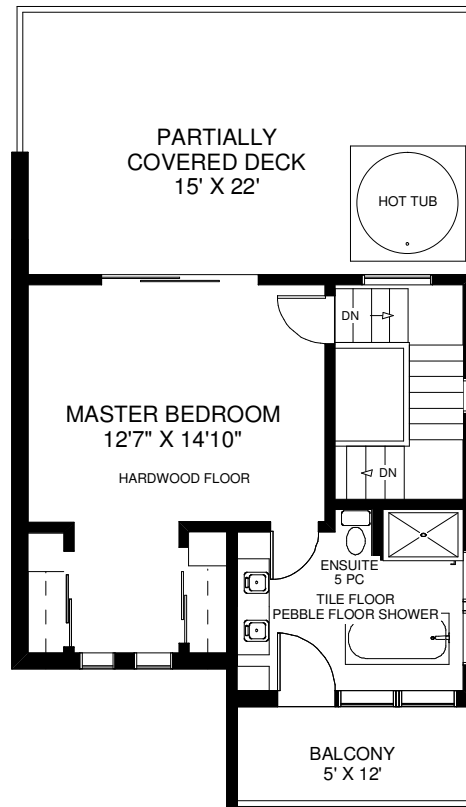 PARTIALLY
COVERED DECK
15' X 22'
HOT TUB
DN
MASTER BEDROOM
12'7" X 14'10"
HARDWOOD FLOOR
DN
ENSUITE
5 PC
TILE FLOOR
PEBBLE FLOOR SHOWER
BALCONY
5' X 12'